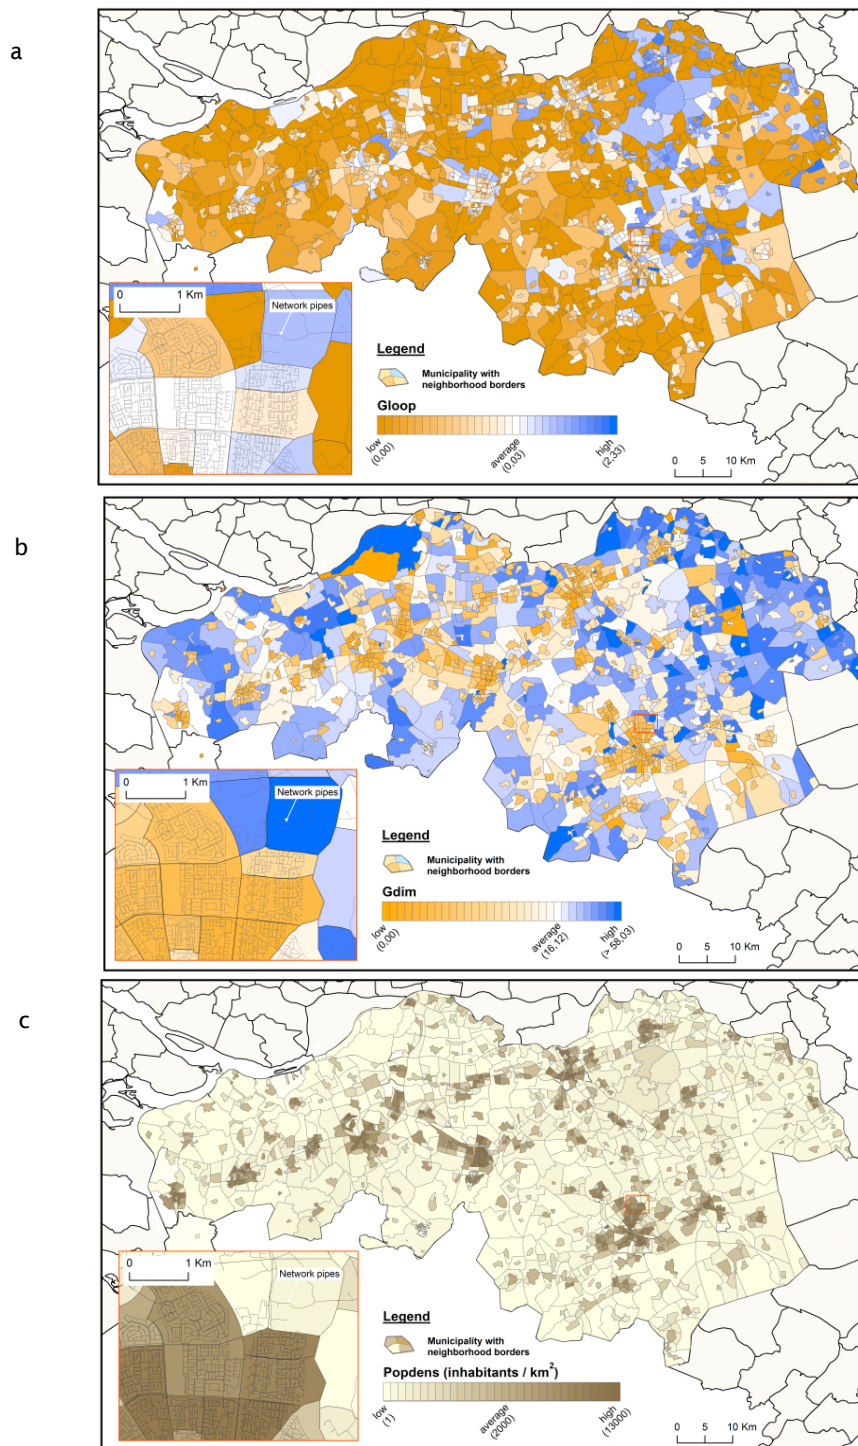 a
0 1 Km
Network pipes
Legend
Municipality with
neighborhood borders
Gloop
low
(0,00)
average
(0,03)
high
(2,33)
0 5 10 Km
b
0 1 Km
Network pipes
Legend
Municipality with
neighborhood borders
Gdim
low
(0,00)
average
(16,12)
high
(> 58,03)
0 5 10 Km
c
0 1 Km
Network pipes
Legend
Municipality with
neighborhood borders
Popdens (inhabitants / km²)
low
(1)
average
(2000)
high
(13000)
0 5 10 Km